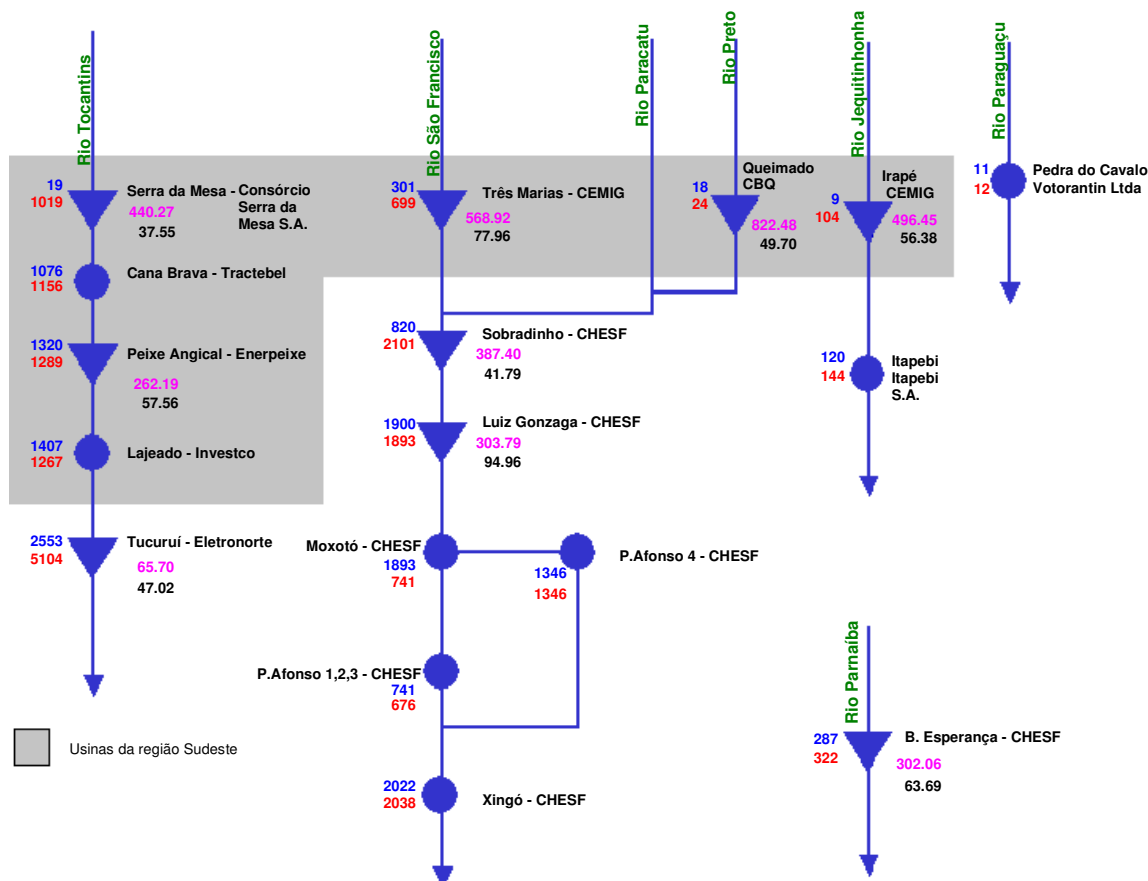 Rio Tocantins
19
1019
Serra da Mesa - Consórcio
Serra da
Mesa S.A.
440.27
37.55
1076
1156
Cana Brava - Tractebel
1320
1289
Peixe Angical - Enerpeixe
262.19
57.56
1407
1267
Lajeado - Investco
2553
5104
Tucuruí - Eletronorte
65.70
47.02
Usinas da região Sudeste
Rio São Francisco
301
699
Três Marias - CEMIG
568.92
77.96
Rio Paracatu
Rio Preto
Queimado
CBQ
18
24
822.48
49.70
820
2101
Sobradinho - CHESF
387.40
41.79
1900
1893
Luiz Gonzaga - CHESF
303.79
94.96
Moxotó - CHESF
1893
741
P.Afonso 4 - CHESF
1346
1346
P.Afonso 1,2,3 - CHESF
741
676
2022
2038
Xingó - CHESF
Rio Jequitinhonha
Irapé
CEMIG
9
104
496.45
56.38
120
144
Itapebi
Itapebi
S.A.
Rio Paraguaçu
11
12
Pedra do Cavalo
Votorantin Ltda
Rio Parnaíba
287
322
B. Esperança - CHESF
302.06
63.69